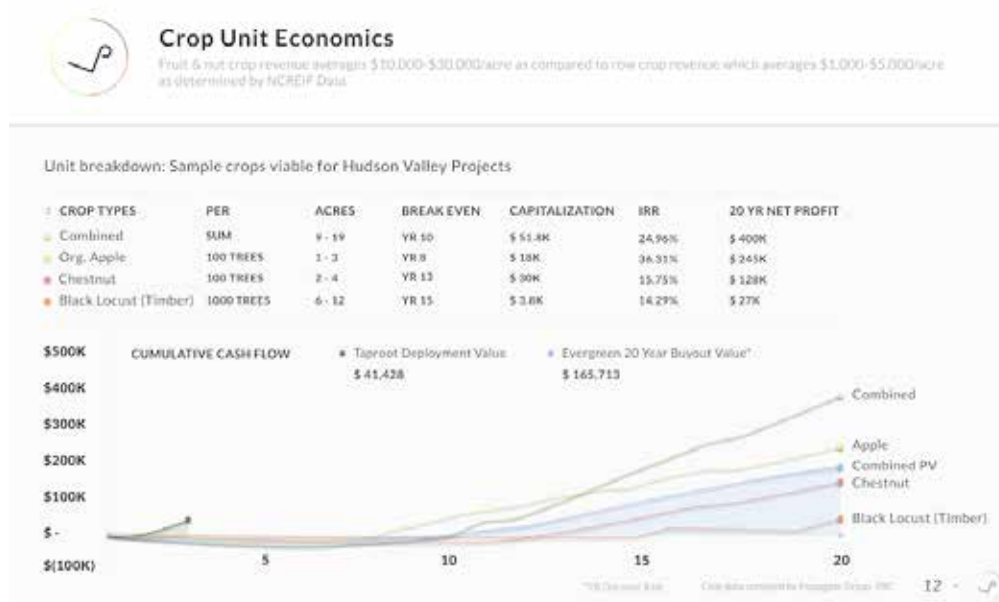 Crop Unit Economics
Fruit & nut crop revenue averages $10,000-$30,000/acre as compared to row crop revenue which averages $1,000-$5,000/acre
as determined by NCREIF Data
Unit breakdown: Sample crops viable for Hudson Valley Projects
CROP TYPES PER ACRES BREAK EVEN CAPITALIZATION IRR 20 YR NET PROFIT
Combined SUM 9 - 19 YR 10 $ 51.8K 24.96% $ 400K
Org. Apple 100 TREES 1 - 3 YR 8 $ 18K 36.31% $ 245K
Chestnut 100 TREES 2 - 4 YR 13 $ 30K 15.75% $ 128K
Black Locust (Timber) 1000 TREES 6 - 12 YR 15 $ 3.8K 14.29% $ 27K
$500K CUMULATIVE CASH FLOW Taproot Deployment Value Evergreen 20 Year Buyout Value*
$ 41,428 $ 165,713
$400K
Combined
$300K
Apple
$200K
Combined PV
Chestnut
$100K
Black Locust (Timber)
$ -
5 10 15 20
$(100K)
12